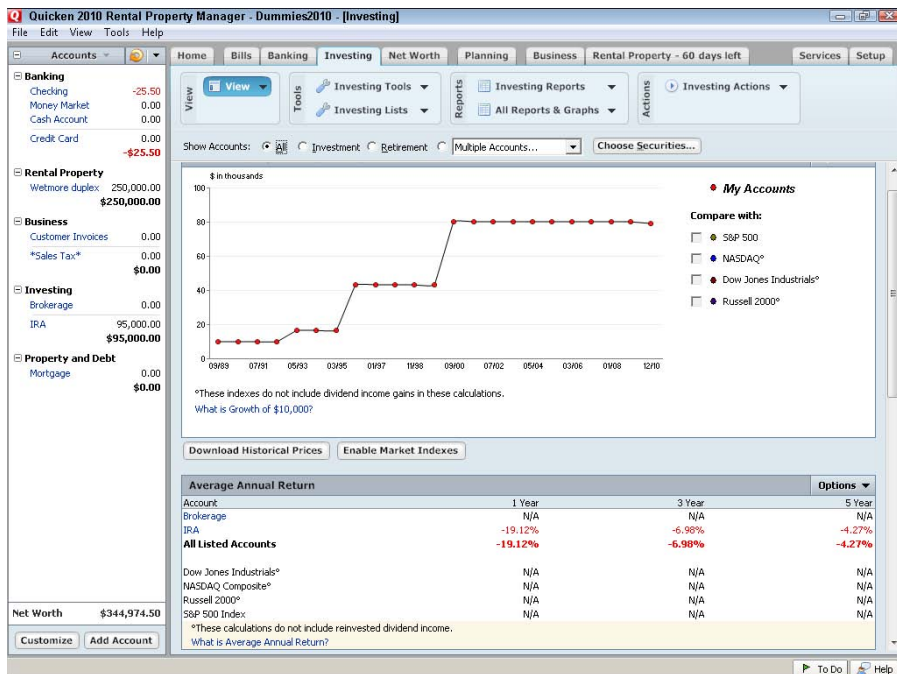 Quicken 2010 Rental Property Manager - Dummies2010 - [Investing]
File Edit View Tools Help
Accounts
Home Bills Banking Investing Net Worth Planning Business Rental Property - 60 days left Services Setup
Banking
Checking -25.50
Money Market 0.00
Cash Account 0.00
Credit Card 0.00
-$25.50
Rental Property
Wetmore duplex 250,000.00
$250,000.00
Business
Customer Invoices 0.00
*Sales Tax* 0.00
$0.00
Investing
Brokerage 0.00
IRA 95,000.00
$95,000.00
Property and Debt
Mortgage 0.00
$0.00
Net Worth $344,974.50
Customize Add Account
View
View
Tools
Investing Tools
Investing Lists
Reports
Investing Reports
All Reports & Graphs
Actions
Investing Actions
Show Accounts: All Investment Retirement Multiple Accounts... Choose Securities...
$ in thousands
100
80
60
40
20
0
09/89 07/91 05/93 03/95 01/97 11/98 09/00 07/02 05/04 03/06 01/08 12/10
My Accounts
Compare with:
S&P 500
NASDAQ°
Dow Jones Industrials°
Russell 2000°
°These indexes do not include dividend income gains in these calculations.
What is Growth of $10,000?
Download Historical Prices Enable Market Indexes
Average Annual Return Options
Account 1 Year 3 Year 5 Year
Brokerage N/A N/A N/A
IRA -19.12% -6.98% -4.27%
All Listed Accounts -19.12% -6.98% -4.27%
Dow Jones Industrials° N/A N/A N/A
NASDAQ Composite° N/A N/A N/A
Russell 2000° N/A N/A N/A
S&P 500 Index N/A N/A N/A
°These calculations do not include reinvested dividend income.
What is Average Annual Return?
To Do Help